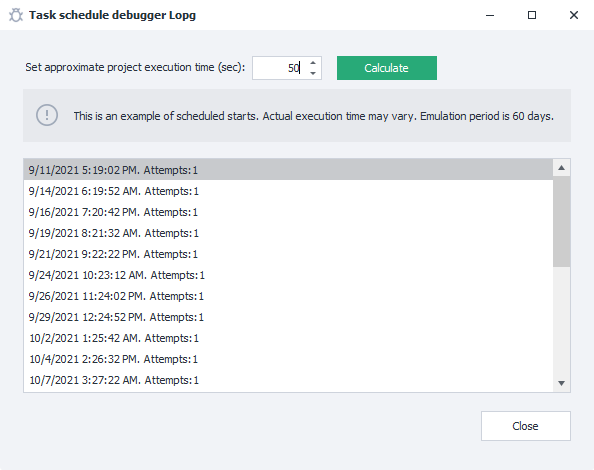 Task schedule debugger Lopg
Set approximate project execution time (sec): 50 Calculate
This is an example of scheduled starts. Actual execution time may vary. Emulation period is 60 days.
9/11/2021 5:19:02 PM. Attempts:1
9/14/2021 6:19:52 AM. Attempts:1
9/16/2021 7:20:42 PM. Attempts:1
9/19/2021 8:21:32 AM. Attempts:1
9/21/2021 9:22:22 PM. Attempts:1
9/24/2021 10:23:12 AM. Attempts:1
9/26/2021 11:24:02 PM. Attempts:1
9/29/2021 12:24:52 PM. Attempts:1
10/2/2021 1:25:42 AM. Attempts:1
10/4/2021 2:26:32 PM. Attempts:1
10/7/2021 3:27:22 AM. Attempts:1
Close